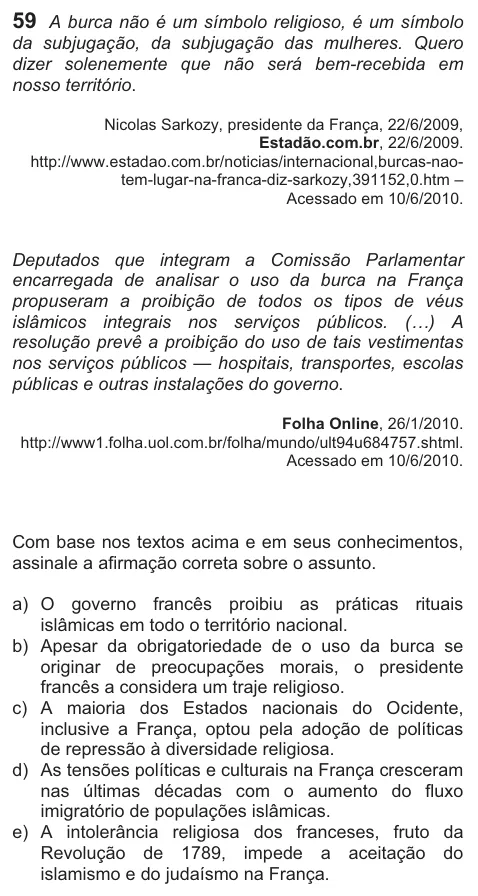 59 A burca não é um símbolo religioso, é um símbolo
da subjugação, da subjugação das mulheres. Quero
dizer solenemente que não será bem-recebida em
nosso território.
Nicolas Sarkozy, presidente da França, 22/6/2009,
Estadão.com.br, 22/6/2009.
http://www.estadao.com.br/noticias/internacional,burcas-nao-
tem-lugar-na-franca-diz-sarkozy,391152,0.htm –
Acessado em 10/6/2010.
Deputados que integram a Comissão Parlamentar
encarregada de analisar o uso da burca na França
propuseram a proibição de todos os tipos de véus
islâmicos integrais nos serviços públicos. (...) A
resolução prevê a proibição do uso de tais vestimentas
nos serviços públicos — hospitais, transportes, escolas
públicas e outras instalações do governo.
Folha Online, 26/1/2010.
http://www1.folha.uol.com.br/folha/mundo/ult94u684757.shtml.
Acessado em 10/6/2010.
Com base nos textos acima e em seus conhecimentos,
assinale a afirmação correta sobre o assunto.
a) O governo francês proibiu as práticas rituais
islâmicas em todo o território nacional.
b) Apesar da obrigatoriedade de o uso da burca se
originar de preocupações morais, o presidente
francês a considera um traje religioso.
c) A maioria dos Estados nacionais do Ocidente,
inclusive a França, optou pela adoção de políticas
de repressão à diversidade religiosa.
d) As tensões políticas e culturais na França cresceram
nas últimas décadas com o aumento do fluxo
imigratório de populações islâmicas.
e) A intolerância religiosa dos franceses, fruto da
Revolução de 1789, impede a aceitação do
islamismo e do judaísmo na França.